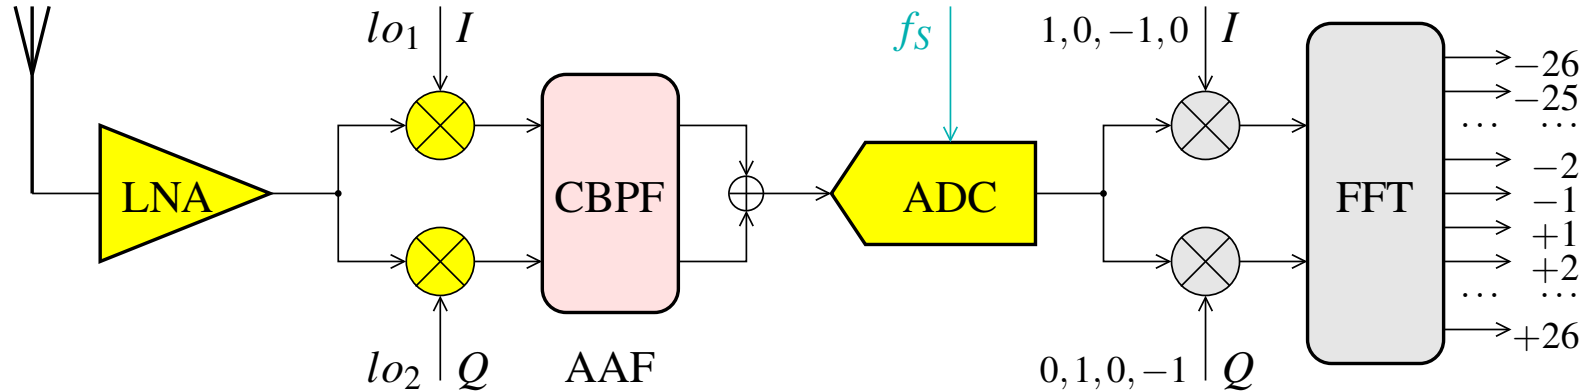 lo₁ I
fS
1,0,−1,0 I
−26
−25
... ...
−2
LNA
CBPF
ADC
FFT
−1
+1
+2
... ...
+26
lo₂ Q
AAF
0,1,0,−1 Q